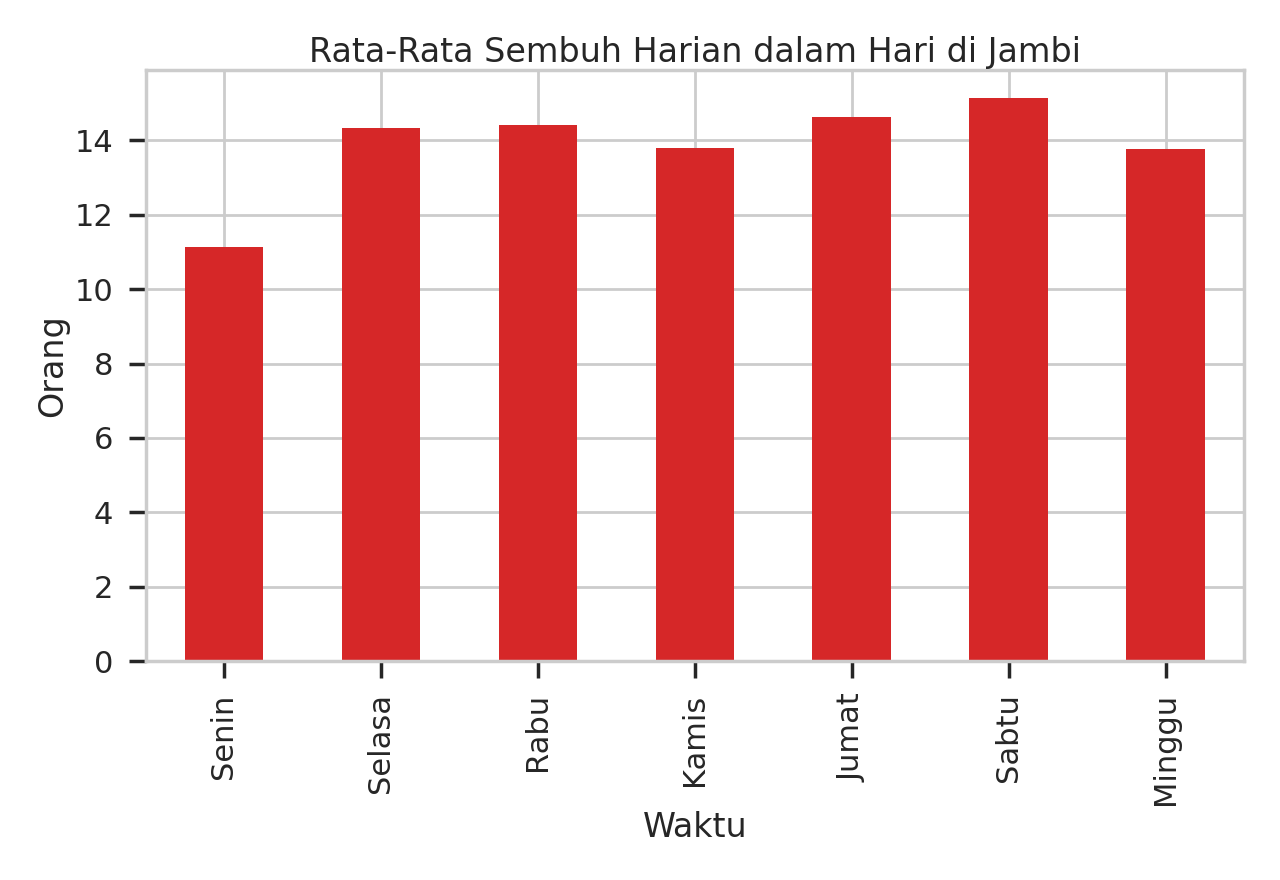 Rata-Rata Sembuh Harian dalam Hari di Jambi
Orang
14
12
10
8
6
4
2
0
Senin
Selasa
Rabu
Kamis
Jumat
Sabtu
Minggu
Waktu